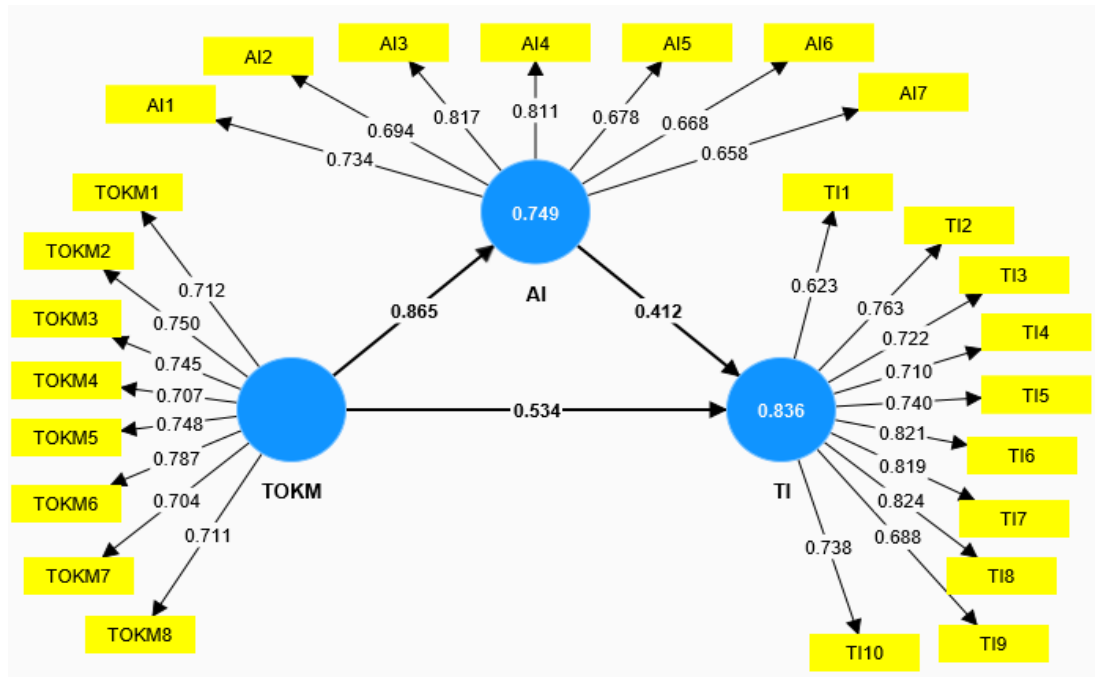 AI1
AI2
AI3
AI4
AI5
AI6
AI7
0.734
0.694
0.817
0.811
0.678
0.668
0.658
0.749
AI
TOKM1
TOKM2
TOKM3
TOKM4
TOKM5
TOKM6
TOKM7
TOKM8
0.712
0.750
0.745
0.707
0.748
0.787
0.704
0.711
TOKM
0.865
0.412
0.534
0.836
TI
TI1
TI2
TI3
TI4
TI5
TI6
TI7
TI8
TI9
TI10
0.623
0.763
0.722
0.710
0.740
0.821
0.819
0.824
0.688
0.738